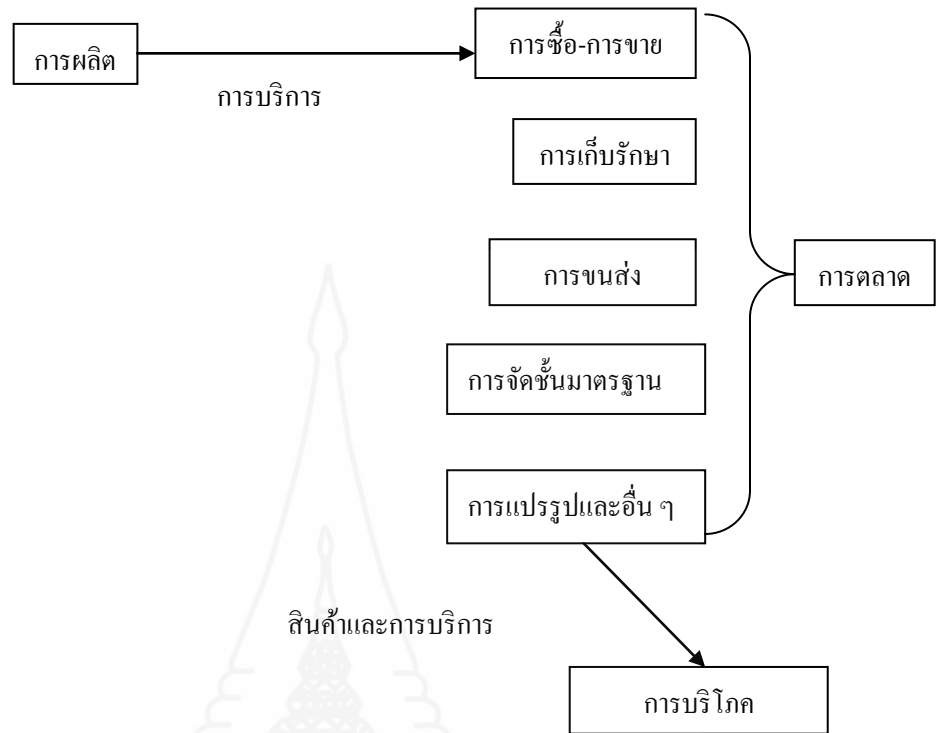 การผลิต
การซื้อ-การขาย
การบริการ
การเก็บรักษา
การขนส่ง
การตลาด
การจัดชั้นมาตรฐาน
การแปรรูปและอื่น ๆ
สินค้าและการบริการ
การบริโภค